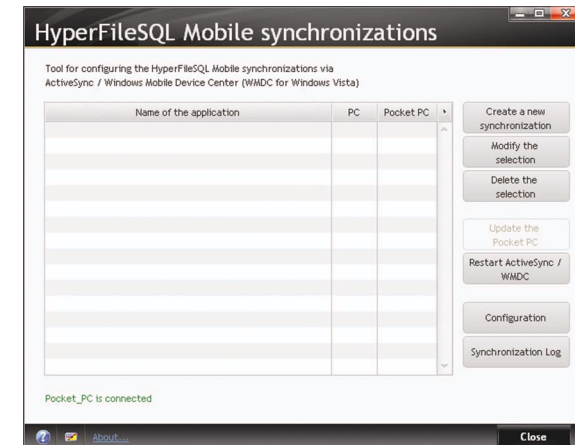 HyperFileSQL Mobile synchronizations
Tool for configuring the HyperFileSQL Mobile synchronizations via
ActiveSync / Windows Mobile Device Center (WMDC for Windows Vista)
Name of the application PC Pocket PC
Create a new
synchronization
Modify the
selection
Delete the
selection
Update the
Pocket PC
Restart ActiveSync /
WMDC
Configuration
Synchronization Log
Pocket_PC is connected
About...
Close